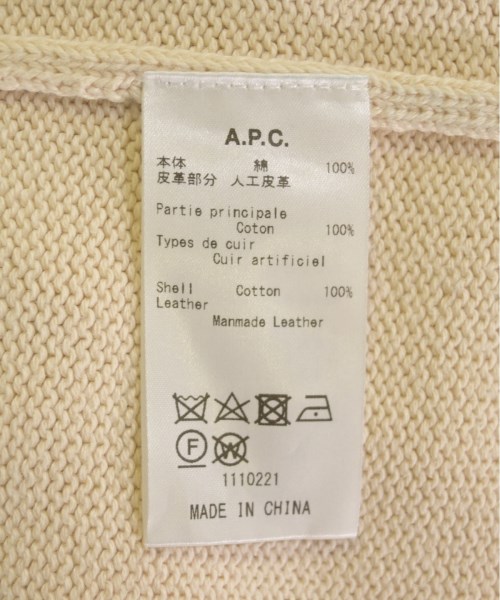 A.P.C.
本体 綿 100%
皮革部分 人工皮革
Partie principale
Coton 100%
Types de cuir
Cuir artificiel
Shell Cotton 100%
Leather
Manmade Leather
F W
1110221
MADE IN CHINA